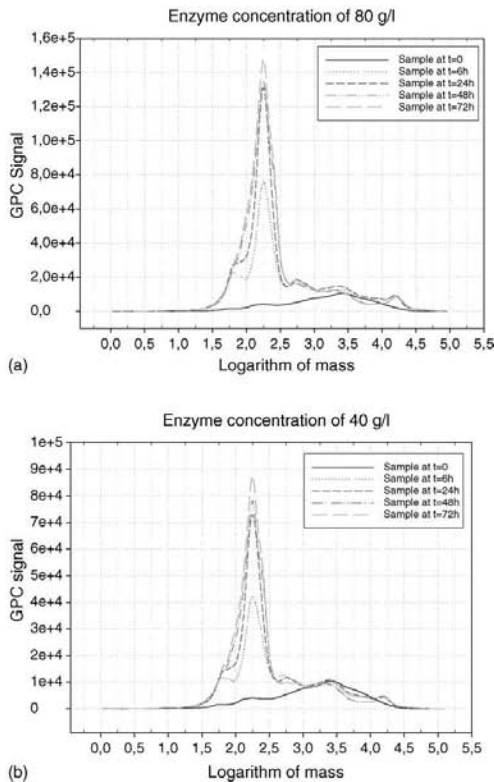 Enzyme concentration of 80 g/l
1,6e+5
1,4e+5
1,2e+5
1,0e+5
8,0e+4
6,0e+4
4,0e+4
2,0e+4
0,0
GPC Signal
Sample at t=0
Sample at t=6h
Sample at t=24h
Sample at t=48h
Sample at t=72h
0,0 0,5 1,0 1,5 2,0 2,5 3,0 3,5 4,0 4,5 5,0 5,5
Logarithm of mass
(a)
Enzyme concentration of 40 g/l
1e+5
9e+4
8e+4
7e+4
6e+4
5e+4
4e+4
3e+4
2e+4
1e+4
0
GPC signal
Sample at t=0
Sample at t=6h
Sample at t=24h
Sample at t=48h
Sample at t=72h
0,0 0,5 1,0 1,5 2,0 2,5 3,0 3,5 4,0 4,5 5,0 5,5
Logarithm of mass
(b)